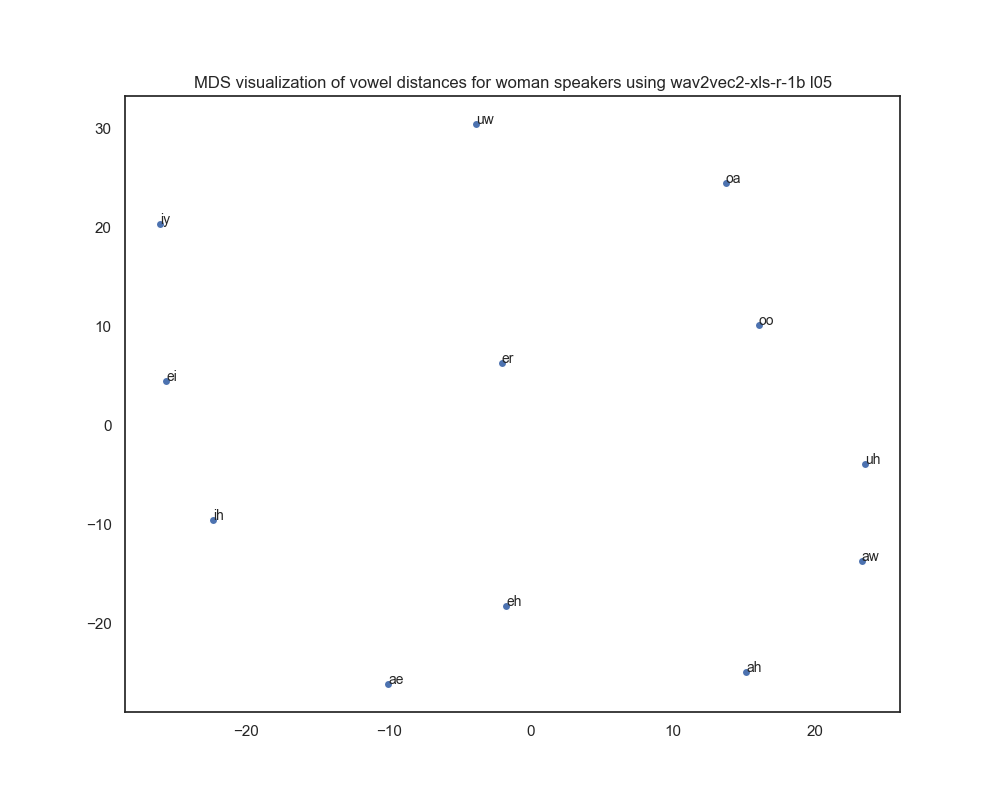 MDS visualization of vowel distances for woman speakers using wav2vec2-xls-r-1b l05
30
20
10
0
−10
−20
uw
oa
iy
oo
er
ei
uh
ih
aw
eh
ah
ae
−20
−10
0
10
20